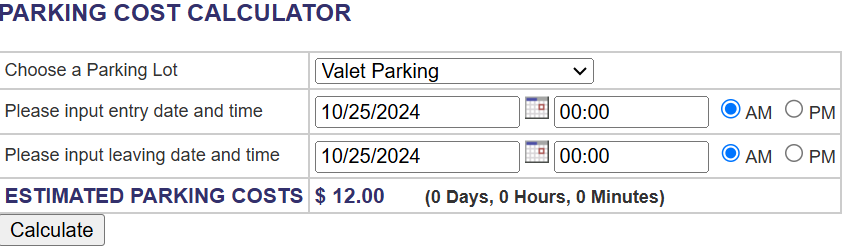 PARKING COST CALCULATOR
Choose a Parking Lot Valet Parking
Please input entry date and time 10/25/2024 00:00 AM PM
Please input leaving date and time 10/25/2024 00:00 AM PM
ESTIMATED PARKING COSTS $ 12.00 (0 Days, 0 Hours, 0 Minutes)
Calculate